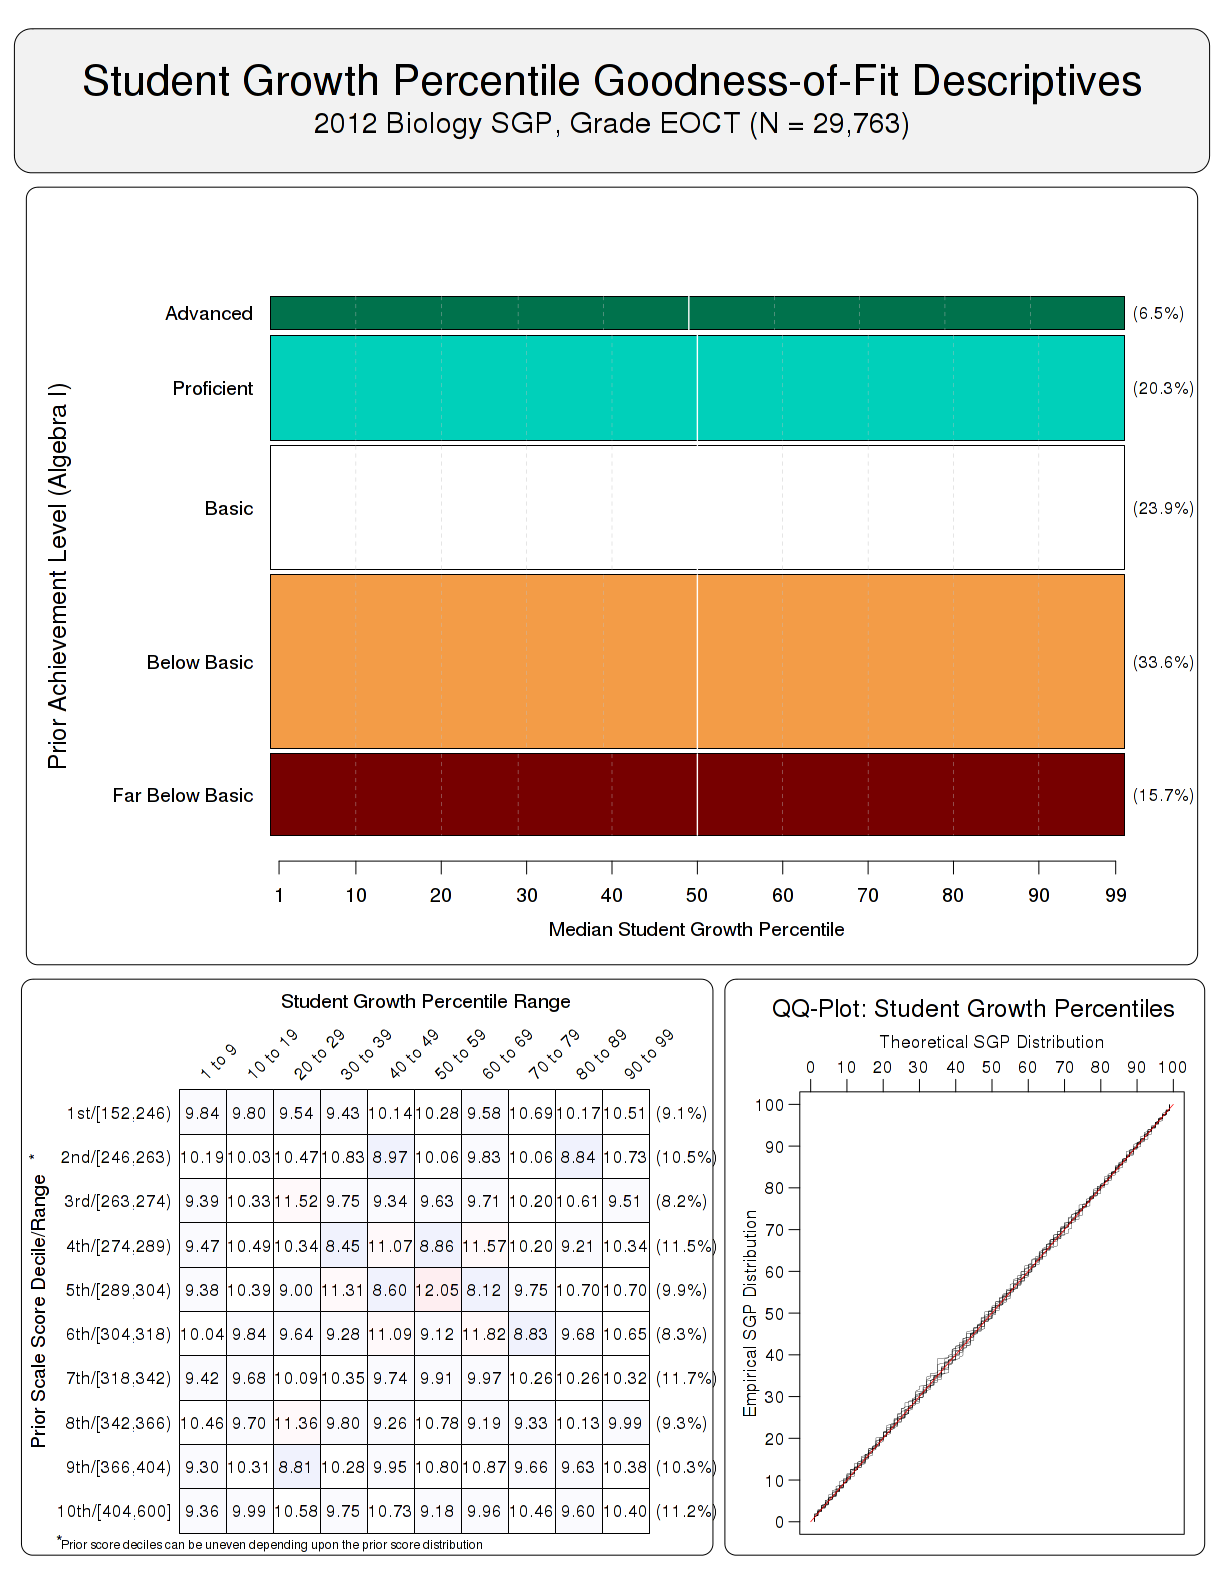 Student Growth Percentile Goodness-of-Fit Descriptives
2012 Biology SGP, Grade EOCT (N = 29,763)
Prior Achievement Level (Algebra I)
Advanced (6.5%)
Proficient (20.3%)
Basic (23.9%)
Below Basic (33.6%)
Far Below Basic (15.7%)
1 10 20 30 40 50 60 70 80 90 99
Median Student Growth Percentile
Student Growth Percentile Range
1 to 9 10 to 19 20 to 29 30 to 39 40 to 49 50 to 59 60 to 69 70 to 79 80 to 89 90 to 99
Prior Scale Score Decile/Range *
1st/[152,246) 9.84 9.80 9.54 9.43 10.14 10.28 9.58 10.69 10.17 10.51 (9.1%)
2nd/[246,263) 10.19 10.03 10.47 10.83 8.97 10.06 9.83 10.06 8.84 10.73 (10.5%)
3rd/[263,274) 9.39 10.33 11.52 9.75 9.34 9.63 9.71 10.20 10.61 9.51 (8.2%)
4th/[274,289) 9.47 10.49 10.34 8.45 11.07 8.86 11.57 10.20 9.21 10.34 (11.5%)
5th/[289,304) 9.38 10.39 9.00 11.31 8.60 12.05 8.12 9.75 10.70 10.70 (9.9%)
6th/[304,318) 10.04 9.84 9.64 9.28 11.09 9.12 11.82 8.83 9.68 10.65 (8.3%)
7th/[318,342) 9.42 9.68 10.09 10.35 9.74 9.91 9.97 10.26 10.26 10.32 (11.7%)
8th/[342,366) 10.46 9.70 11.36 9.80 9.26 10.78 9.19 9.33 10.13 9.99 (9.3%)
9th/[366,404) 9.30 10.31 8.81 10.28 9.95 10.80 10.87 9.66 9.63 10.38 (10.3%)
10th/[404,600] 9.36 9.99 10.58 9.75 10.73 9.18 9.96 10.46 9.60 10.40 (11.2%)
*Prior score deciles can be uneven depending upon the prior score distribution
QQ-Plot: Student Growth Percentiles
Theoretical SGP Distribution
0 10 20 30 40 50 60 70 80 90 100
Empirical SGP Distribution
100
90
80
70
60
50
40
30
20
10
0